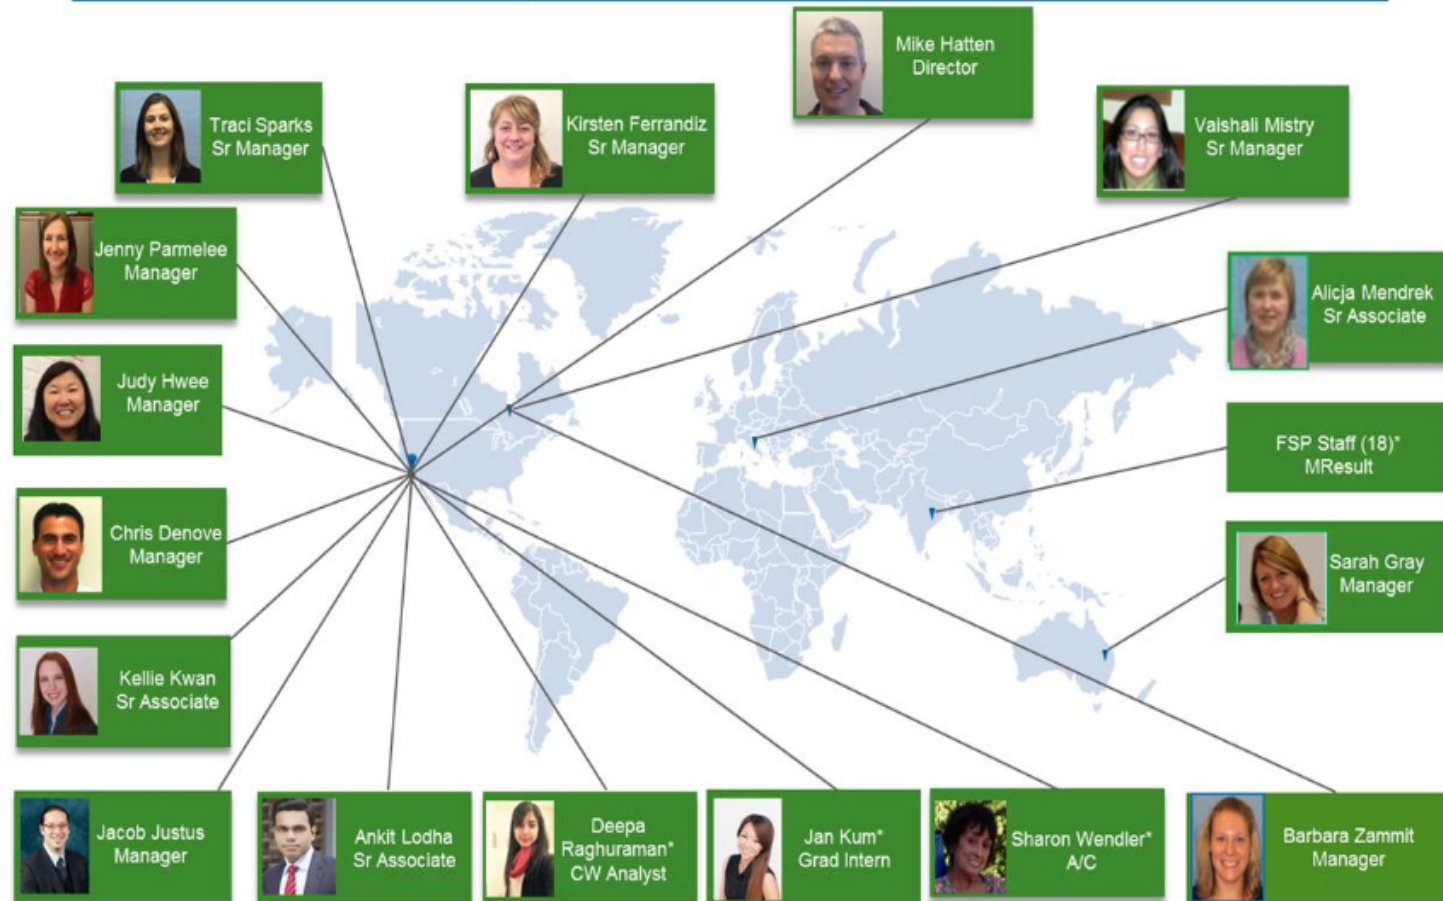 Mike Hatten
Director
Traci Sparks
Sr Manager
Kirsten Ferrandiz
Sr Manager
Vaishali Mistry
Sr Manager
Jenny Parmelee
Manager
Alicja Mendrek
Sr Associate
Judy Hwee
Manager
FSP Staff (18)*
MResult
Chris Denove
Manager
Sarah Gray
Manager
Kellie Kwan
Sr Associate
Jacob Justus
Manager
Ankit Lodha
Sr Associate
Deepa
Raghuraman*
CW Analyst
Jan Kum*
Grad Intern
Sharon Wendler*
A/C
Barbara Zammit
Manager